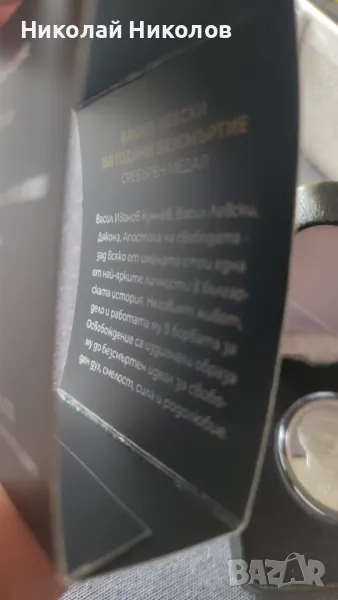 Николай Николов
ВАСИЛ ЛЕВСКИ
150 ГОДИНИ БЕЗСМЪРТИЕ
СРЕБЪРЕН МЕДАЛ
Васил Иванов Кунчев, Васил Левски,
Дякона, Апостола на свободата -
зад всяко от имената стои една
от най-ярките личности в българ-
ската история. Неговият живот,
дело и работата му в борбата за
Освобождение са издигнали образа
му до безсмъртен идеал за свобо-
ден дух, смелост, сила и родолюбие.
BAZAR